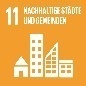 11 NACHHALTIGE STÄDTE
UND GEMEINDEN